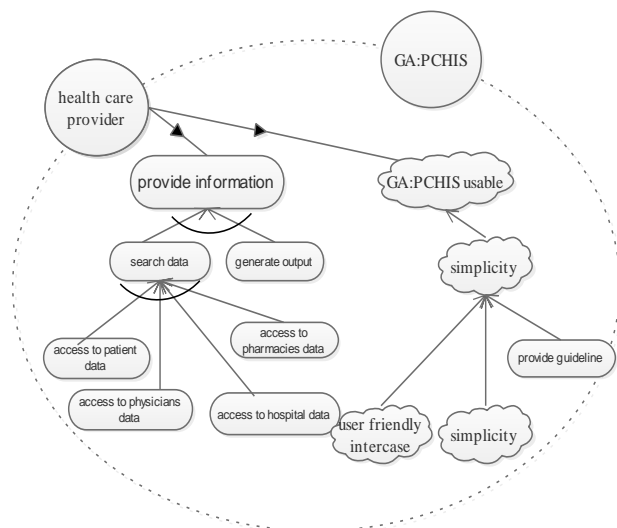 GA:PCHIS
health care
provider
provide information
GA:PCHIS usable
search data
generate output
simplicity
access to
pharmacies data
access to patient
data
provide guideline
access to physicians
data
access to hospital data
user friendly
intercase
simplicity